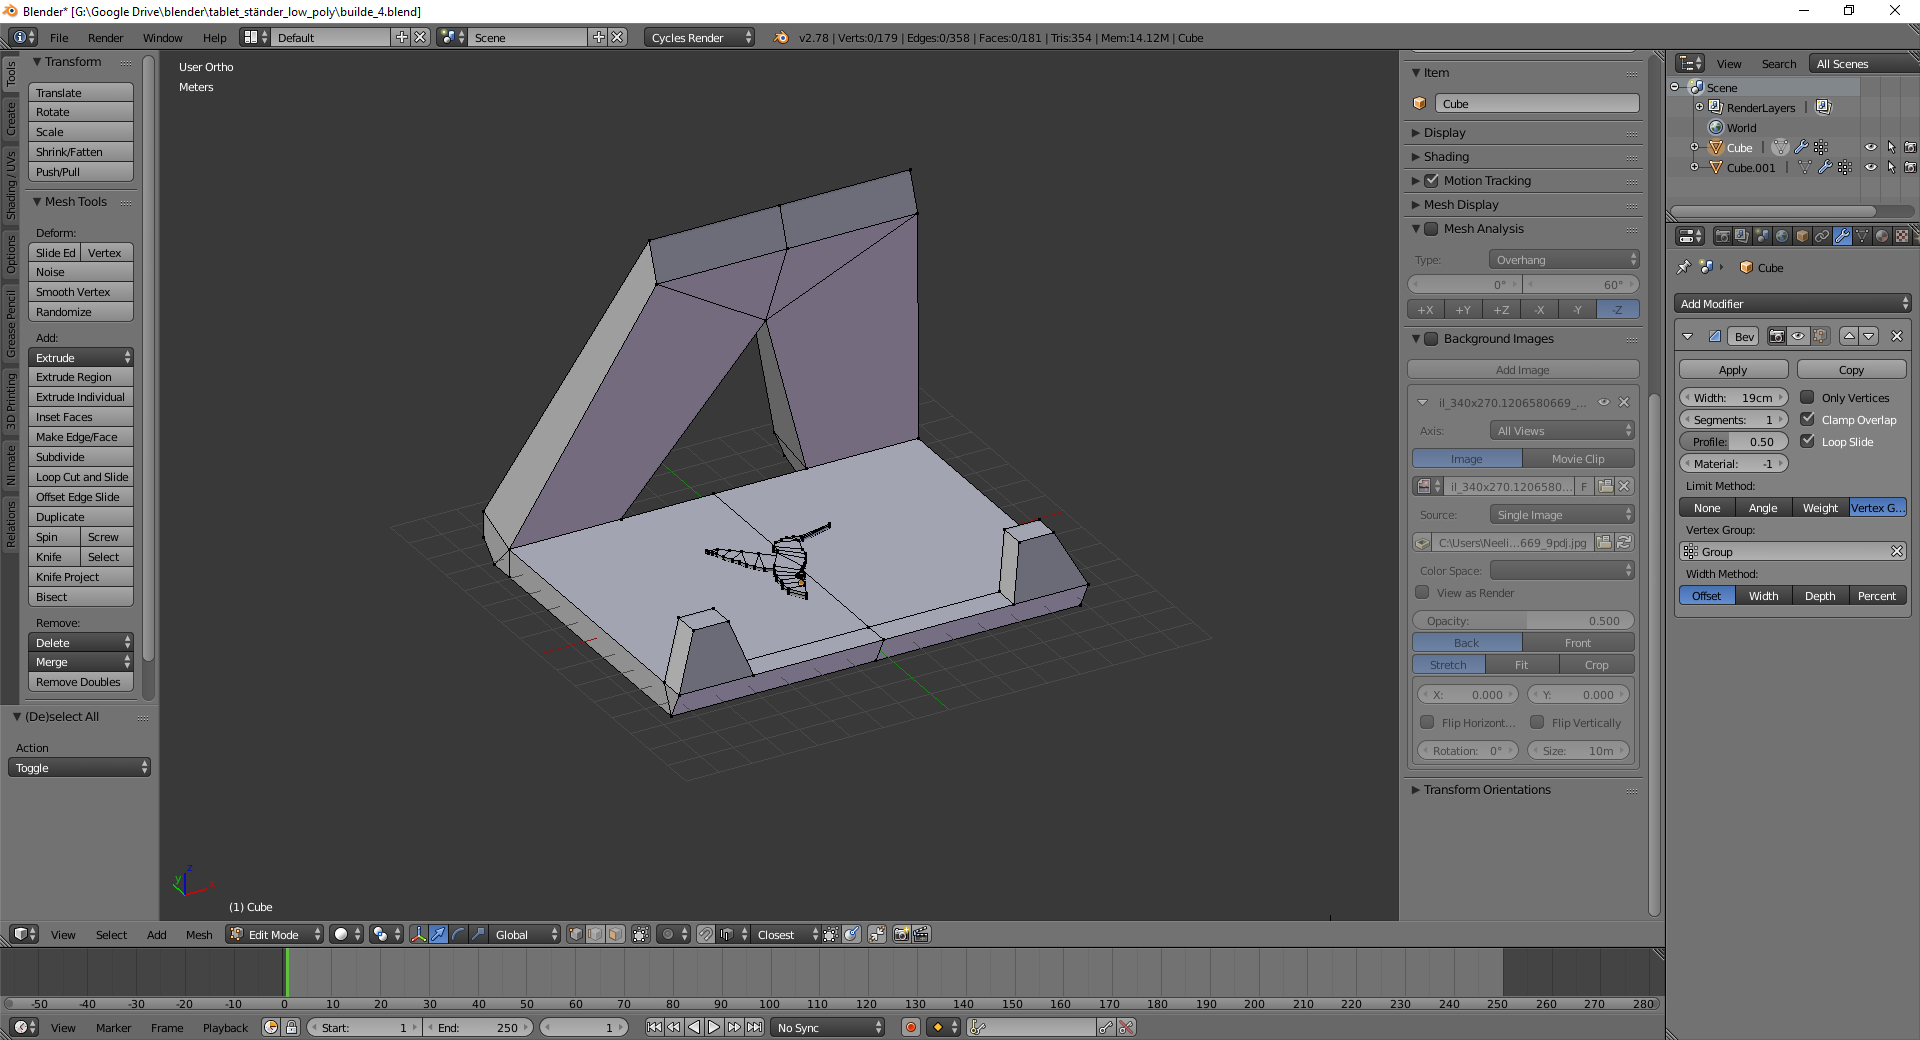 Blender* [G:\Google Drive\blender\tablet_ständer_low_poly\builde_4.blend]
File Render Window Help Default Scene Cycles Render v2.78 | Verts:0/179 | Edges:0/358 | Faces:0/181 | Tris:354 | Mem:14.12M | Cube
Tools
Create
Shading / UVs
Options
Grease Pencil
3D Printing
NI mate
Relations
Transform
Translate
Rotate
Scale
Shrink/Fatten
Push/Pull
Mesh Tools
Deform:
Slide Ed Vertex
Noise
Smooth Vertex
Randomize
Add:
Extrude
Extrude Region
Extrude Individual
Inset Faces
Make Edge/Face
Subdivide
Loop Cut and Slide
Offset Edge Slide
Duplicate
Spin Screw
Knife Select
Knife Project
Bisect
Remove:
Delete
Merge
Remove Doubles
(De)select All
Action
Toggle
User Ortho
Meters
z
y
x
(1) Cube
Item
Cube
Display
Shading
Motion Tracking
Mesh Display
Mesh Analysis
Type: Overhang
0° 60°
+X +Y +Z -X -Y -Z
Background Images
Add Image
il_340x270.1206580669_...
Axis: All Views
Image Movie Clip
il_340x270.1206580... F
Source: Single Image
C:\Users\Neeli...669_9pdj.jpg
Color Space:
View as Render
Opacity: 0.500
Back Front
Stretch Fit Crop
X: 0.000 Y: 0.000
Flip Horizont... Flip Vertically
Rotation: 0° Size: 10m
Transform Orientations
View Search All Scenes
Scene
RenderLayers |
World
Cube |
Cube.001 |
Cube
Add Modifier
Bev
Apply Copy
Width: 19cm Only Vertices
Segments: 1 Clamp Overlap
Profile: 0.50 Loop Slide
Material: -1
Limit Method:
None Angle Weight Vertex G...
Vertex Group:
Group
Width Method:
Offset Width Depth Percent
View Select Add Mesh Edit Mode Global Closest
-50 -40 -30 -20 -10 0 10 20 30 40 50 60 70 80 90 100 110 120 130 140 150 160 170 180 190 200 210 220 230 240 250 260 270 280
View Marker Frame Playback Start: 1 End: 250 1 No Sync